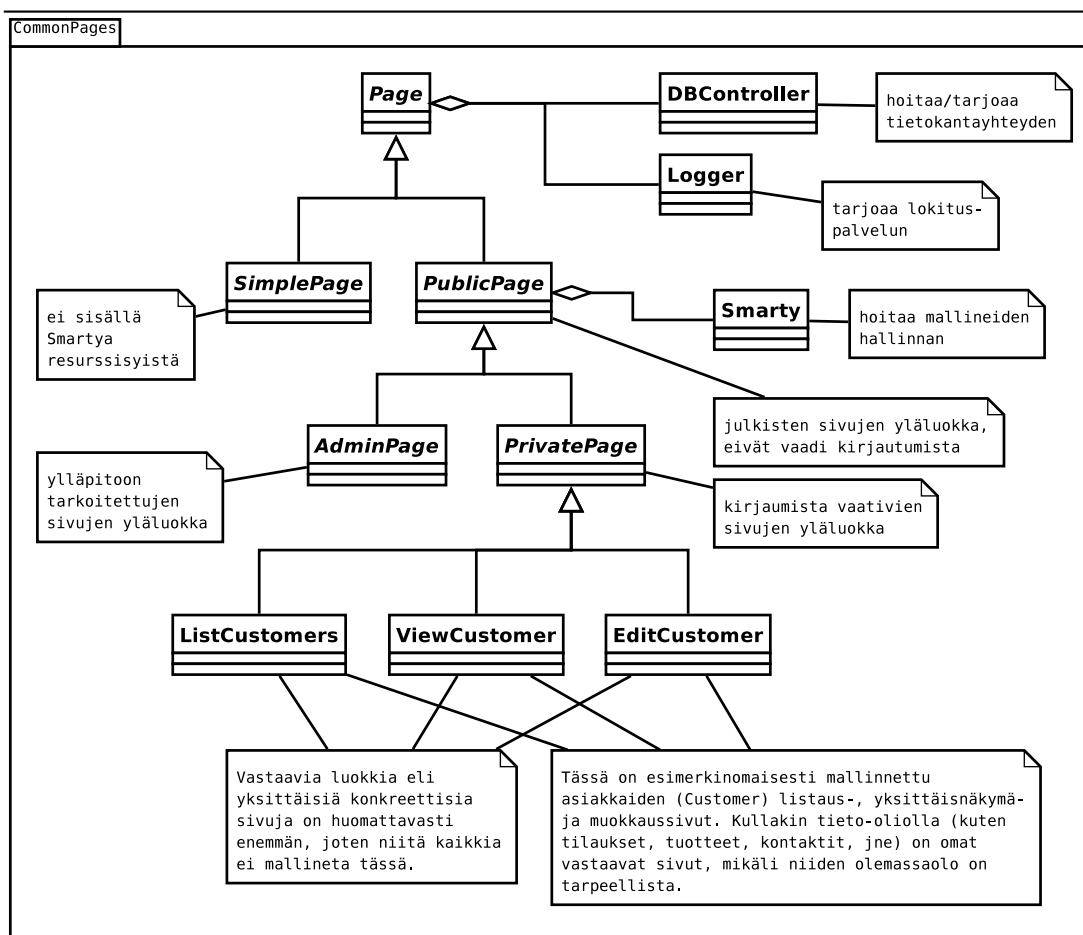 CommonPages
Page
DBController
hoitaa/tarjoaa
tietokantayhteyden
Logger
tarjoaa lokitus-
palvelun
SimplePage
PublicPage
ei sisällä
Smartya
resurssisyistä
Smarty
hoitaa mallineiden
hallinnan
julkisten sivujen yläluokka,
eivät vaadi kirjautumista
AdminPage
PrivatePage
ylläpitoon
tarkoitettujen
sivujen yläluokka
kirjaumista vaativien
sivujen yläluokka
ListCustomers
ViewCustomer
EditCustomer
Vastaavia luokkia eli
yksittäisiä konkreettisia
sivuja on huomattavasti
enemmän, joten niitä kaikkia
ei mallineta tässä.
Tässä on esimerkinomaisesti mallinnettu
asiakkaiden (Customer) listaus-, yksittäisnäkymä-
ja muokkaussivut. Kullakin tieto-oliolla (kuten
tilaukset, tuotteet, kontaktit, jne) on omat
vastaavat sivut, mikäli niiden olemassaolo on
tarpeellista.